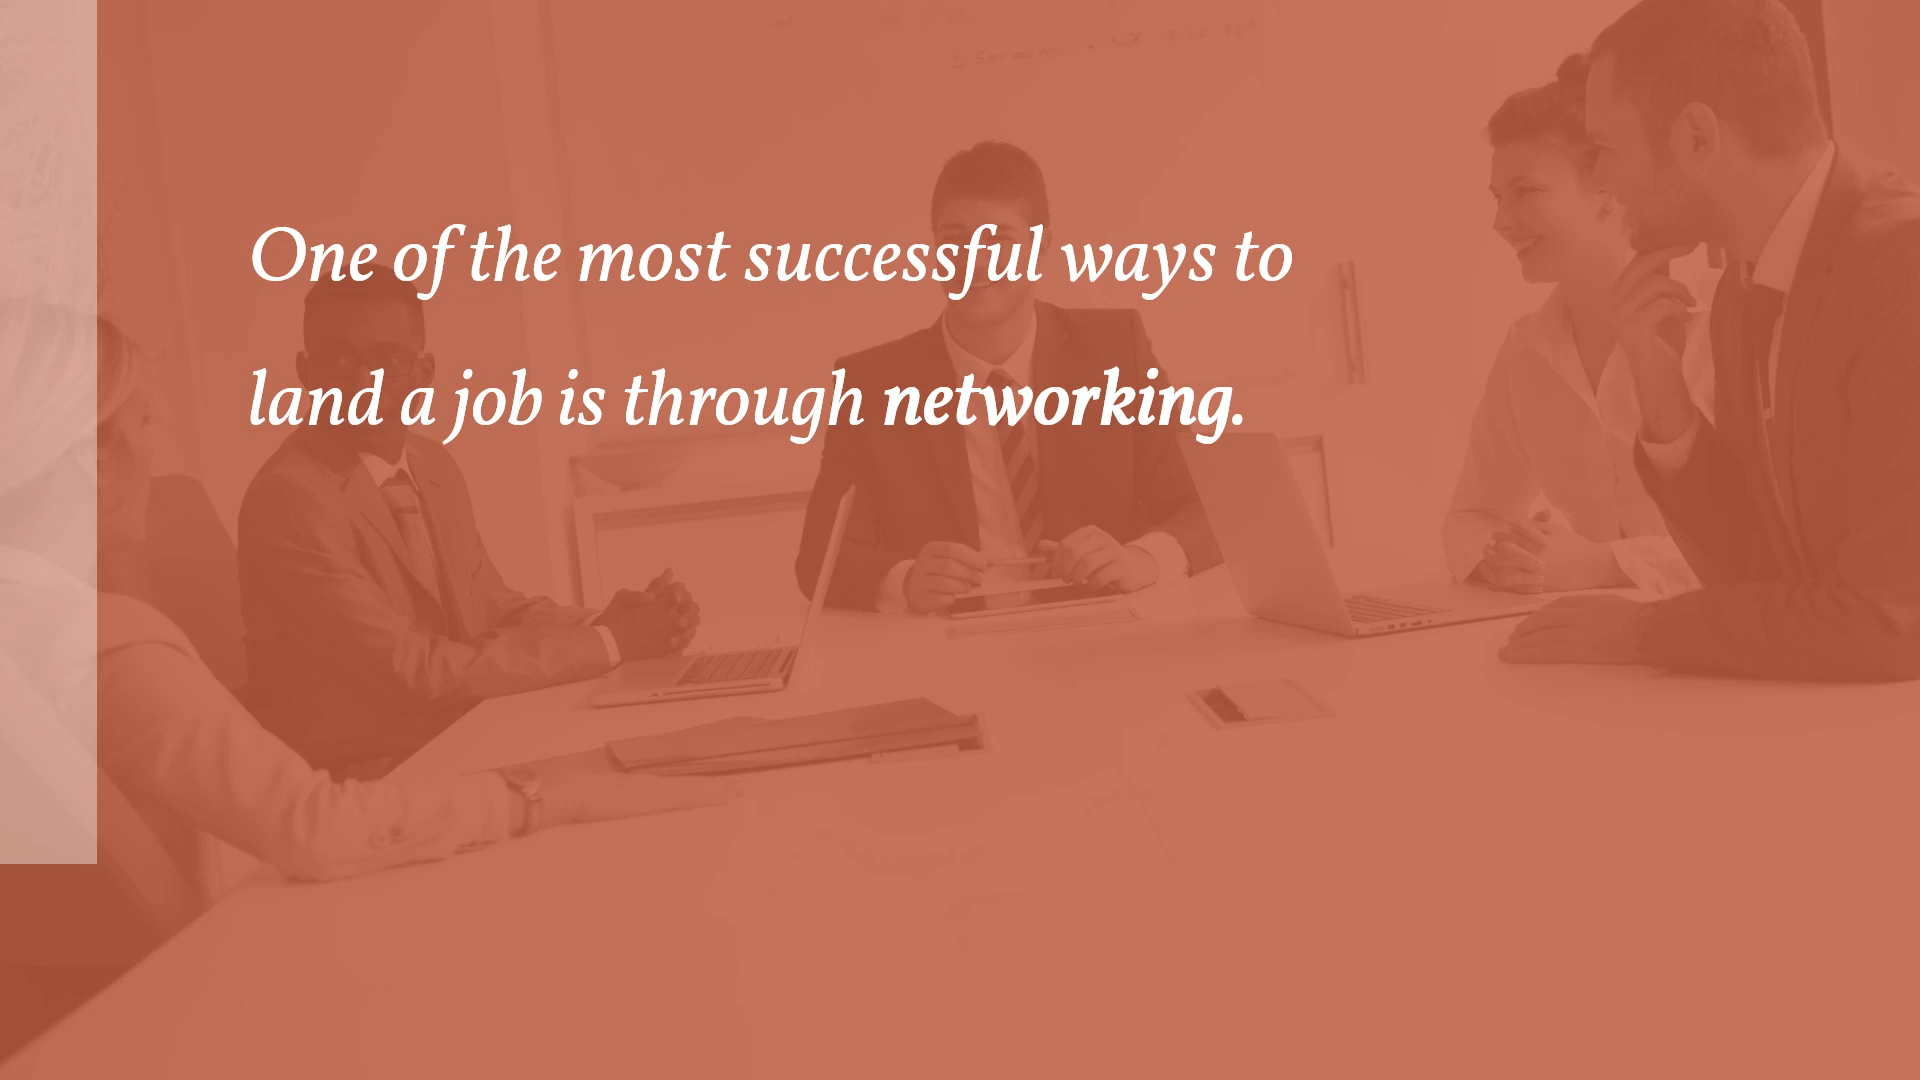 One of the most successful ways to
land a job is through networking.